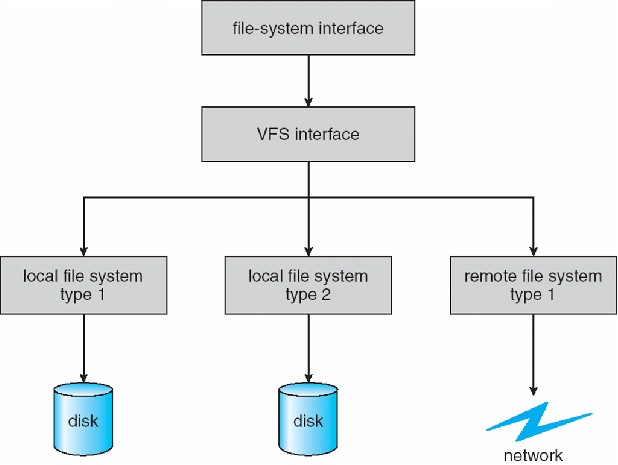 file-system interface
VFS interface
local file system
type 1
local file system
type 2
remote file system
type 1
disk
disk
network